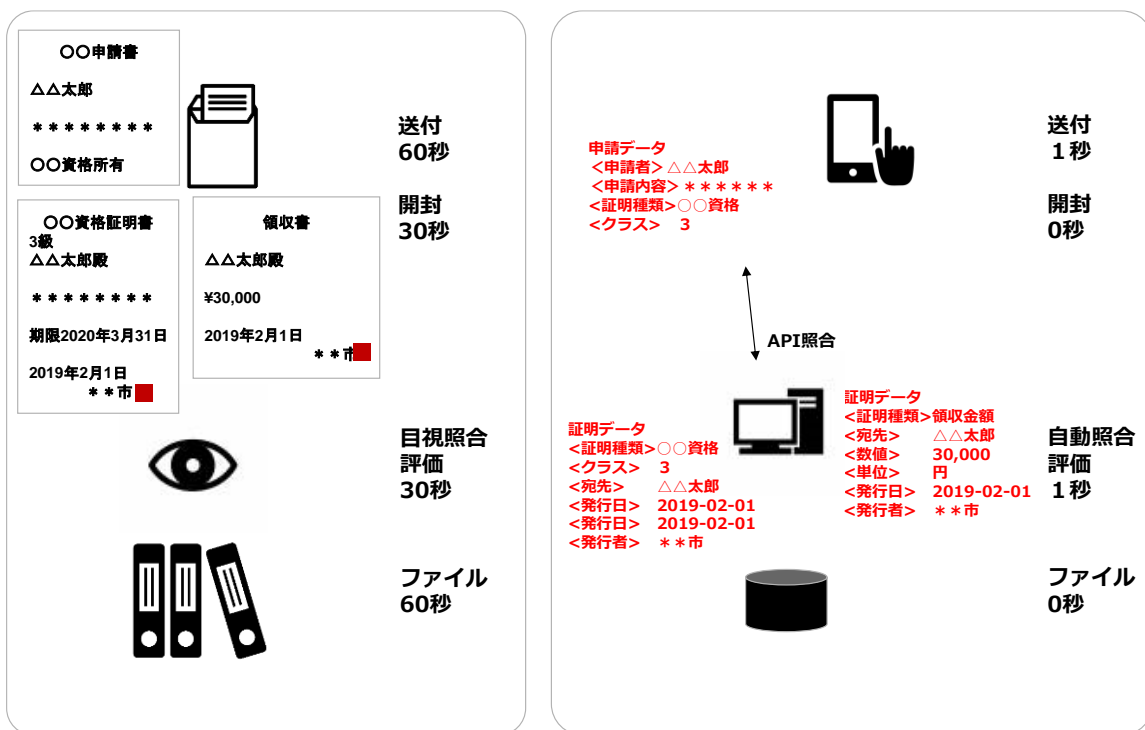 〇〇申請書
△△太郎
＊＊＊＊＊＊＊＊
〇〇資格所有
〇〇資格証明書
3級
△△太郎殿
＊＊＊＊＊＊＊＊
期限2020年3月31日
2019年2月1日
＊＊市
領収書
△△太郎殿
¥30,000
2019年2月1日
＊＊市
送付
60秒
開封
30秒
目視照合
評価
30秒
ファイル
60秒
申請データ
<申請者>△△太郎
<申請内容>＊＊＊＊＊＊
<証明種類>〇〇資格
<クラス> 3
API照合
証明データ
<証明種類>〇〇資格
<クラス> 3
<宛先> △△太郎
<発行日> 2019-02-01
<発行日> 2019-02-01
<発行者> ＊＊市
証明データ
<証明種類>領収金額
<宛先> △△太郎
<数値> 30,000
<単位> 円
<発行日> 2019-02-01
<発行者> ＊＊市
送付
１秒
開封
0秒
自動照合
評価
１秒
ファイル
0秒